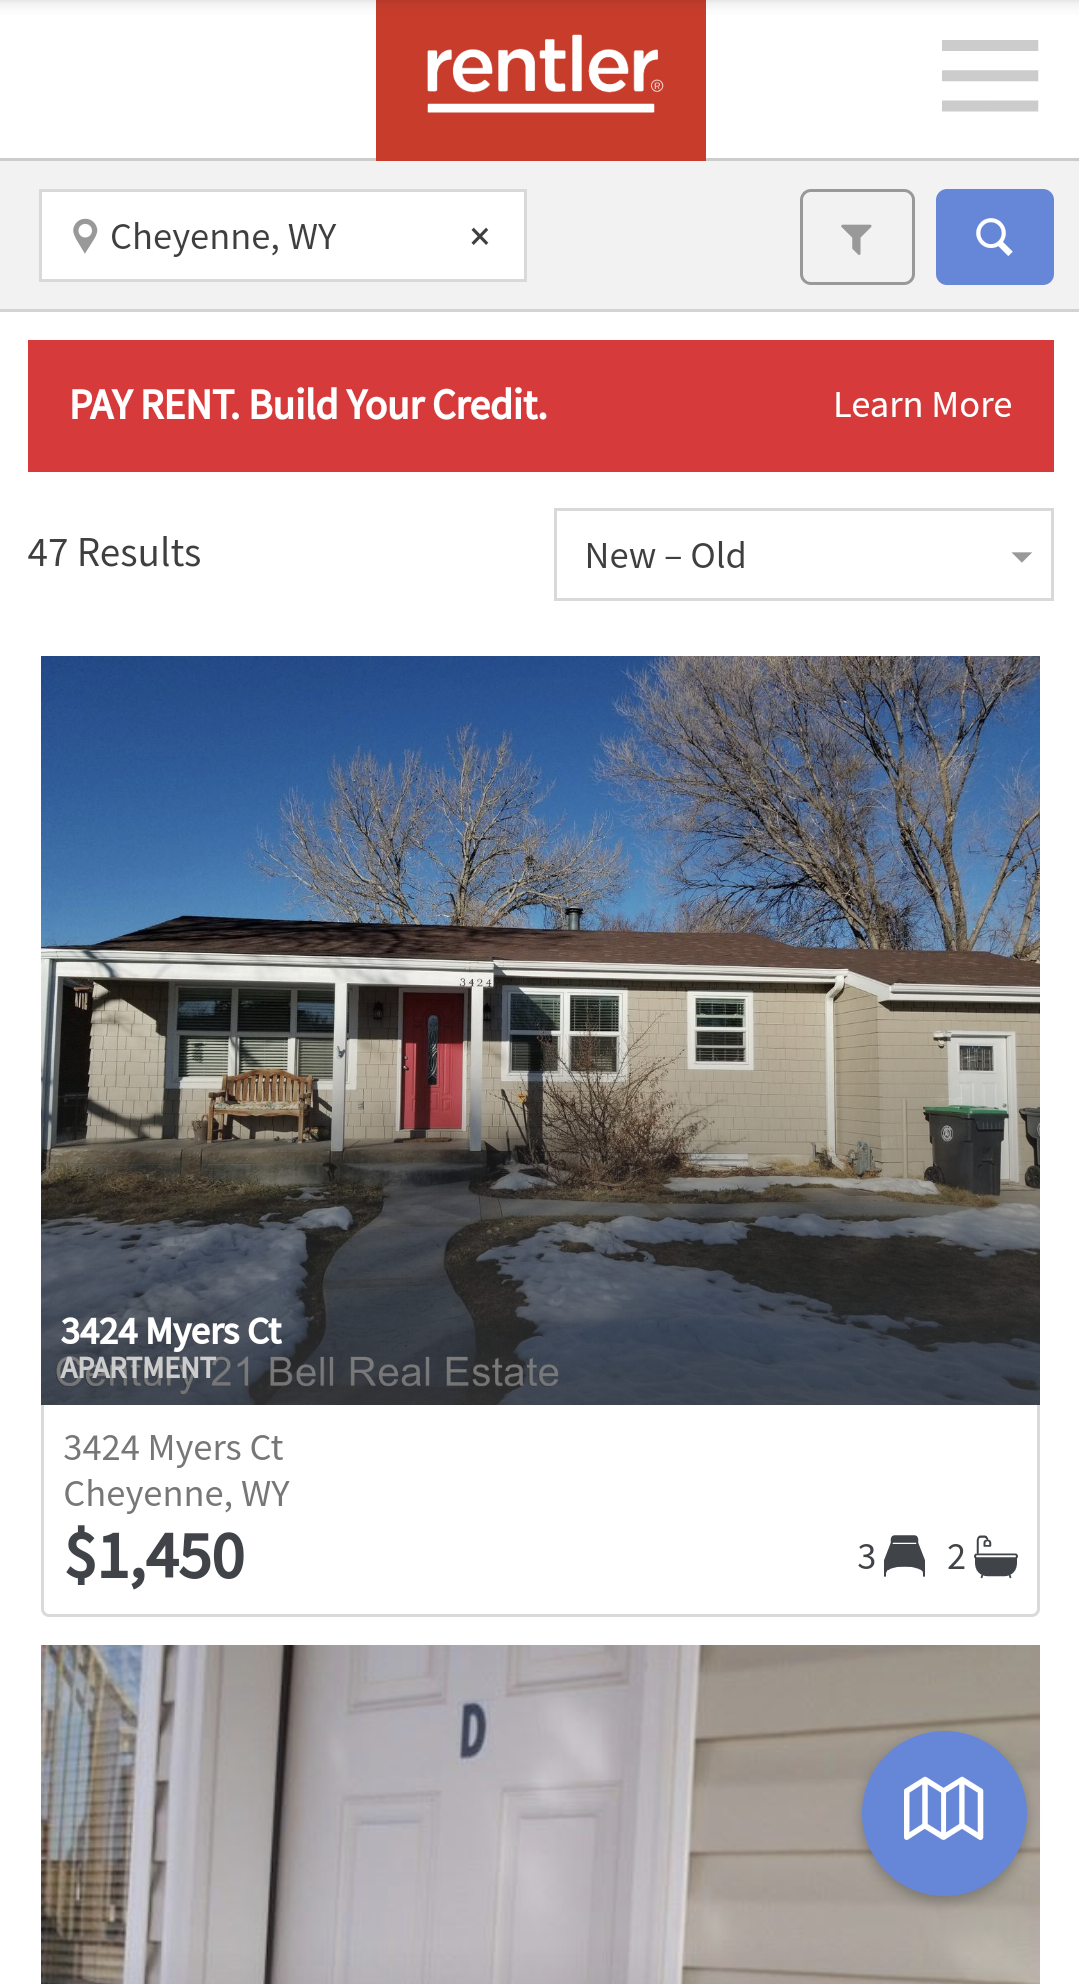 rentler®
Cheyenne, WY ×
PAY RENT. Build Your Credit.
Learn More
47 Results
New – Old
3424
3424 Myers Ct
APARTMENT
Century 21 Bell Real Estate
3424 Myers Ct
Cheyenne, WY
$1,450
3 2
D